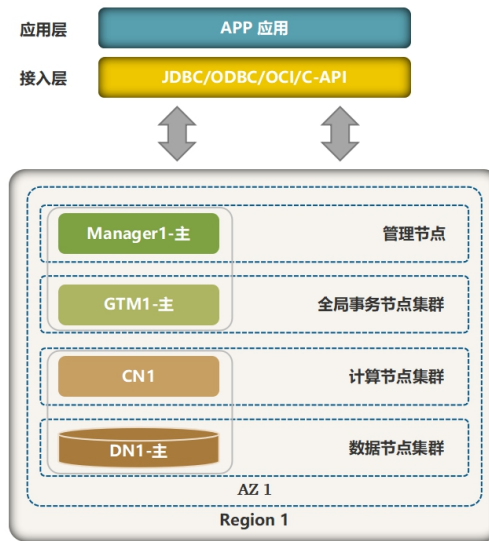 应用层
APP 应用
接入层
JDBC/ODBC/OCI/C-API
Manager1-主
管理节点
GTM1-主
全局事务节点集群
CN1
计算节点集群
DN1-主
数据节点集群
AZ 1
Region 1